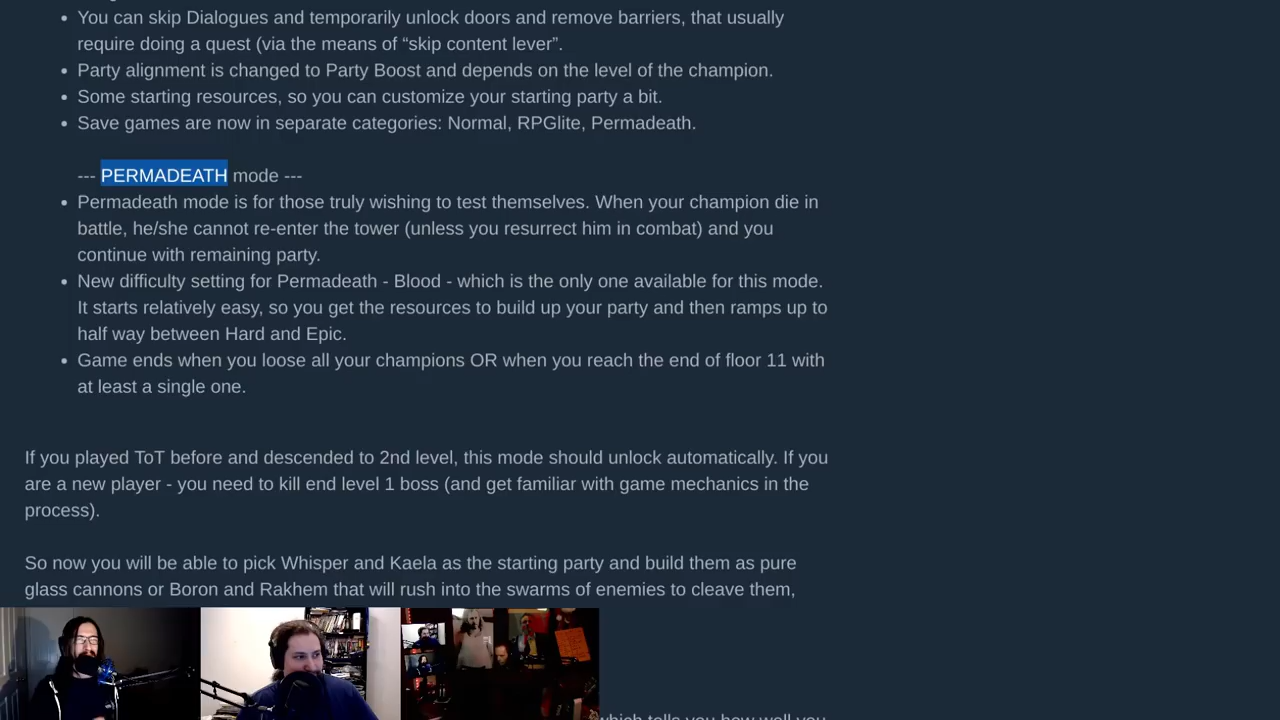 You can skip Dialogues and temporarily unlock doors and remove barriers, that usually
require doing a quest (via the means of “skip content lever”.
Party alignment is changed to Party Boost and depends on the level of the champion.
Some starting resources, so you can customize your starting party a bit.
Save games are now in separate categories: Normal, RPGlite, Permadeath.
--- PERMADEATH mode ---
Permadeath mode is for those truly wishing to test themselves. When your champion die in
battle, he/she cannot re-enter the tower (unless you resurrect him in combat) and you
continue with remaining party.
New difficulty setting for Permadeath - Blood - which is the only one available for this mode.
It starts relatively easy, so you get the resources to build up your party and then ramps up to
half way between Hard and Epic.
Game ends when you loose all your champions OR when you reach the end of floor 11 with
at least a single one.
If you played ToT before and descended to 2nd level, this mode should unlock automatically. If you
are a new player - you need to kill end level 1 boss (and get familiar with game mechanics in the
process).
So now you will be able to pick Whisper and Kaela as the starting party and build them as pure
glass cannons or Boron and Rakhem that will rush into the swarms of enemies to cleave them,
which tells you how well you